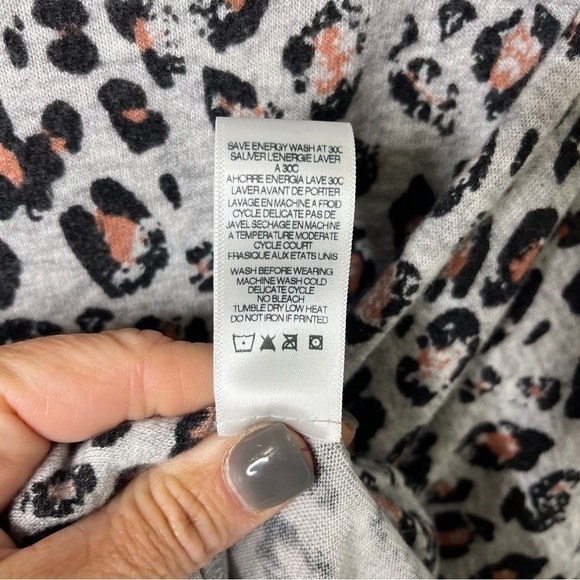 SAVE ENERGY WASH AT 30C
SAUVER L'ENERGIE LAVER
A 30C
AHORRE ENERGIA LAVE 30C
LAVER AVANT DE PORTER
LAVAGE EN MACHINE A FROID
CYCLE DELICATE PAS DE
JAVEL SECHAGE EN MACHINE
A TEMPERATURE MODERATE
CYCLE COURT
FRASIQUE AUX ETATS UNIS
WASH BEFORE WEARING
MACHINE WASH COLD
DELICATE CYCLE
NO BLEACH
TUMBLE DRY LOW HEAT
DO NOT IRON IF PRINTED